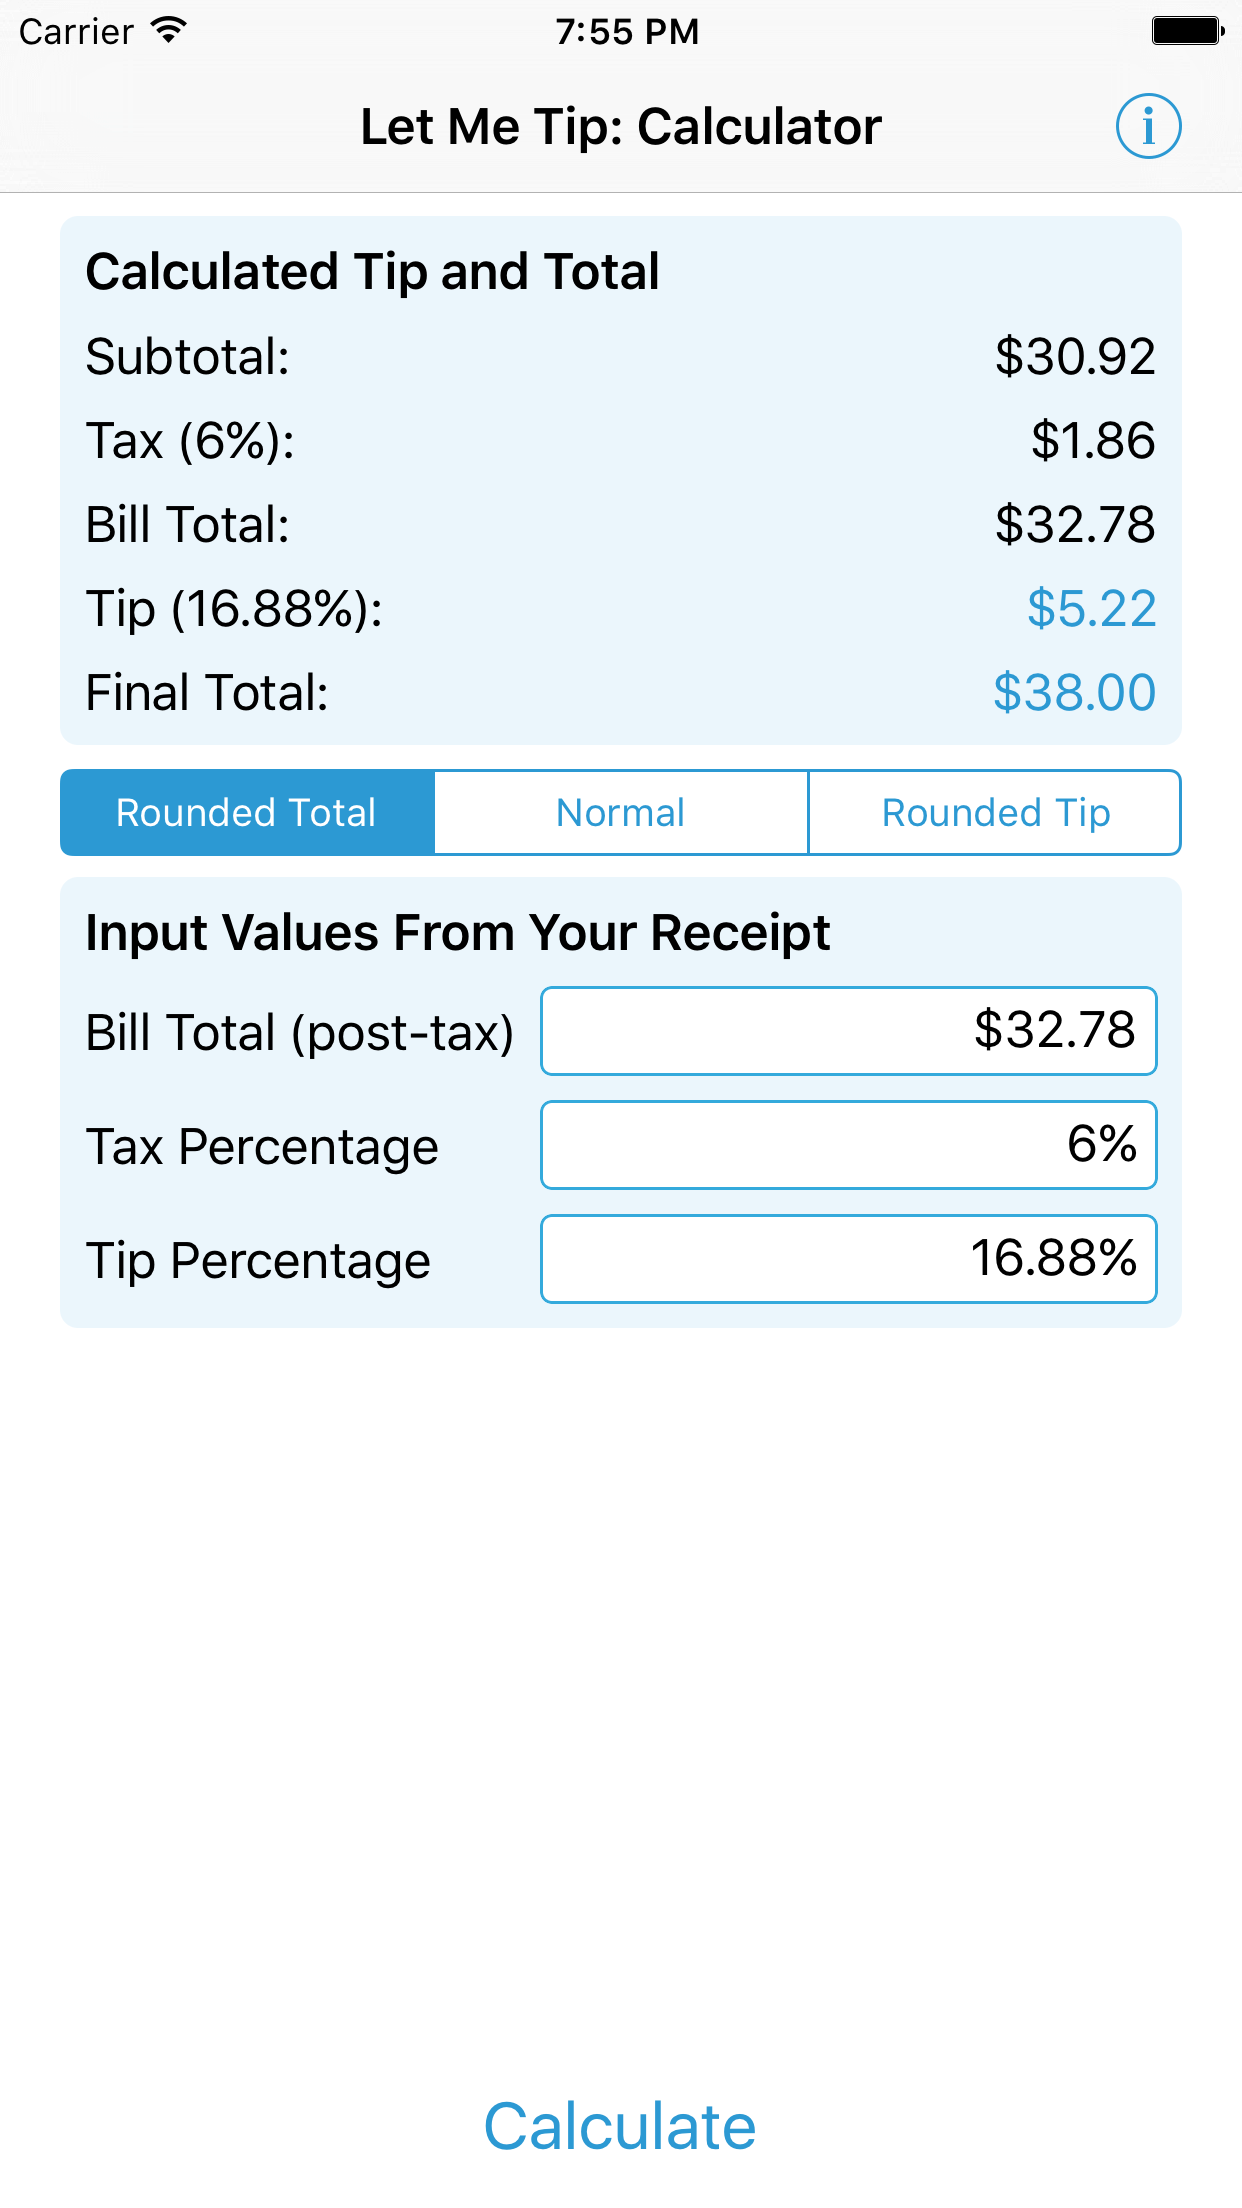 Carrier 7:55 PM
Let Me Tip: Calculator i
Calculated Tip and Total
Subtotal: $30.92
Tax (6%): $1.86
Bill Total: $32.78
Tip (16.88%): $5.22
Final Total: $38.00
Rounded Total Normal Rounded Tip
Input Values From Your Receipt
Bill Total (post-tax) $32.78
Tax Percentage 6%
Tip Percentage 16.88%
Calculate